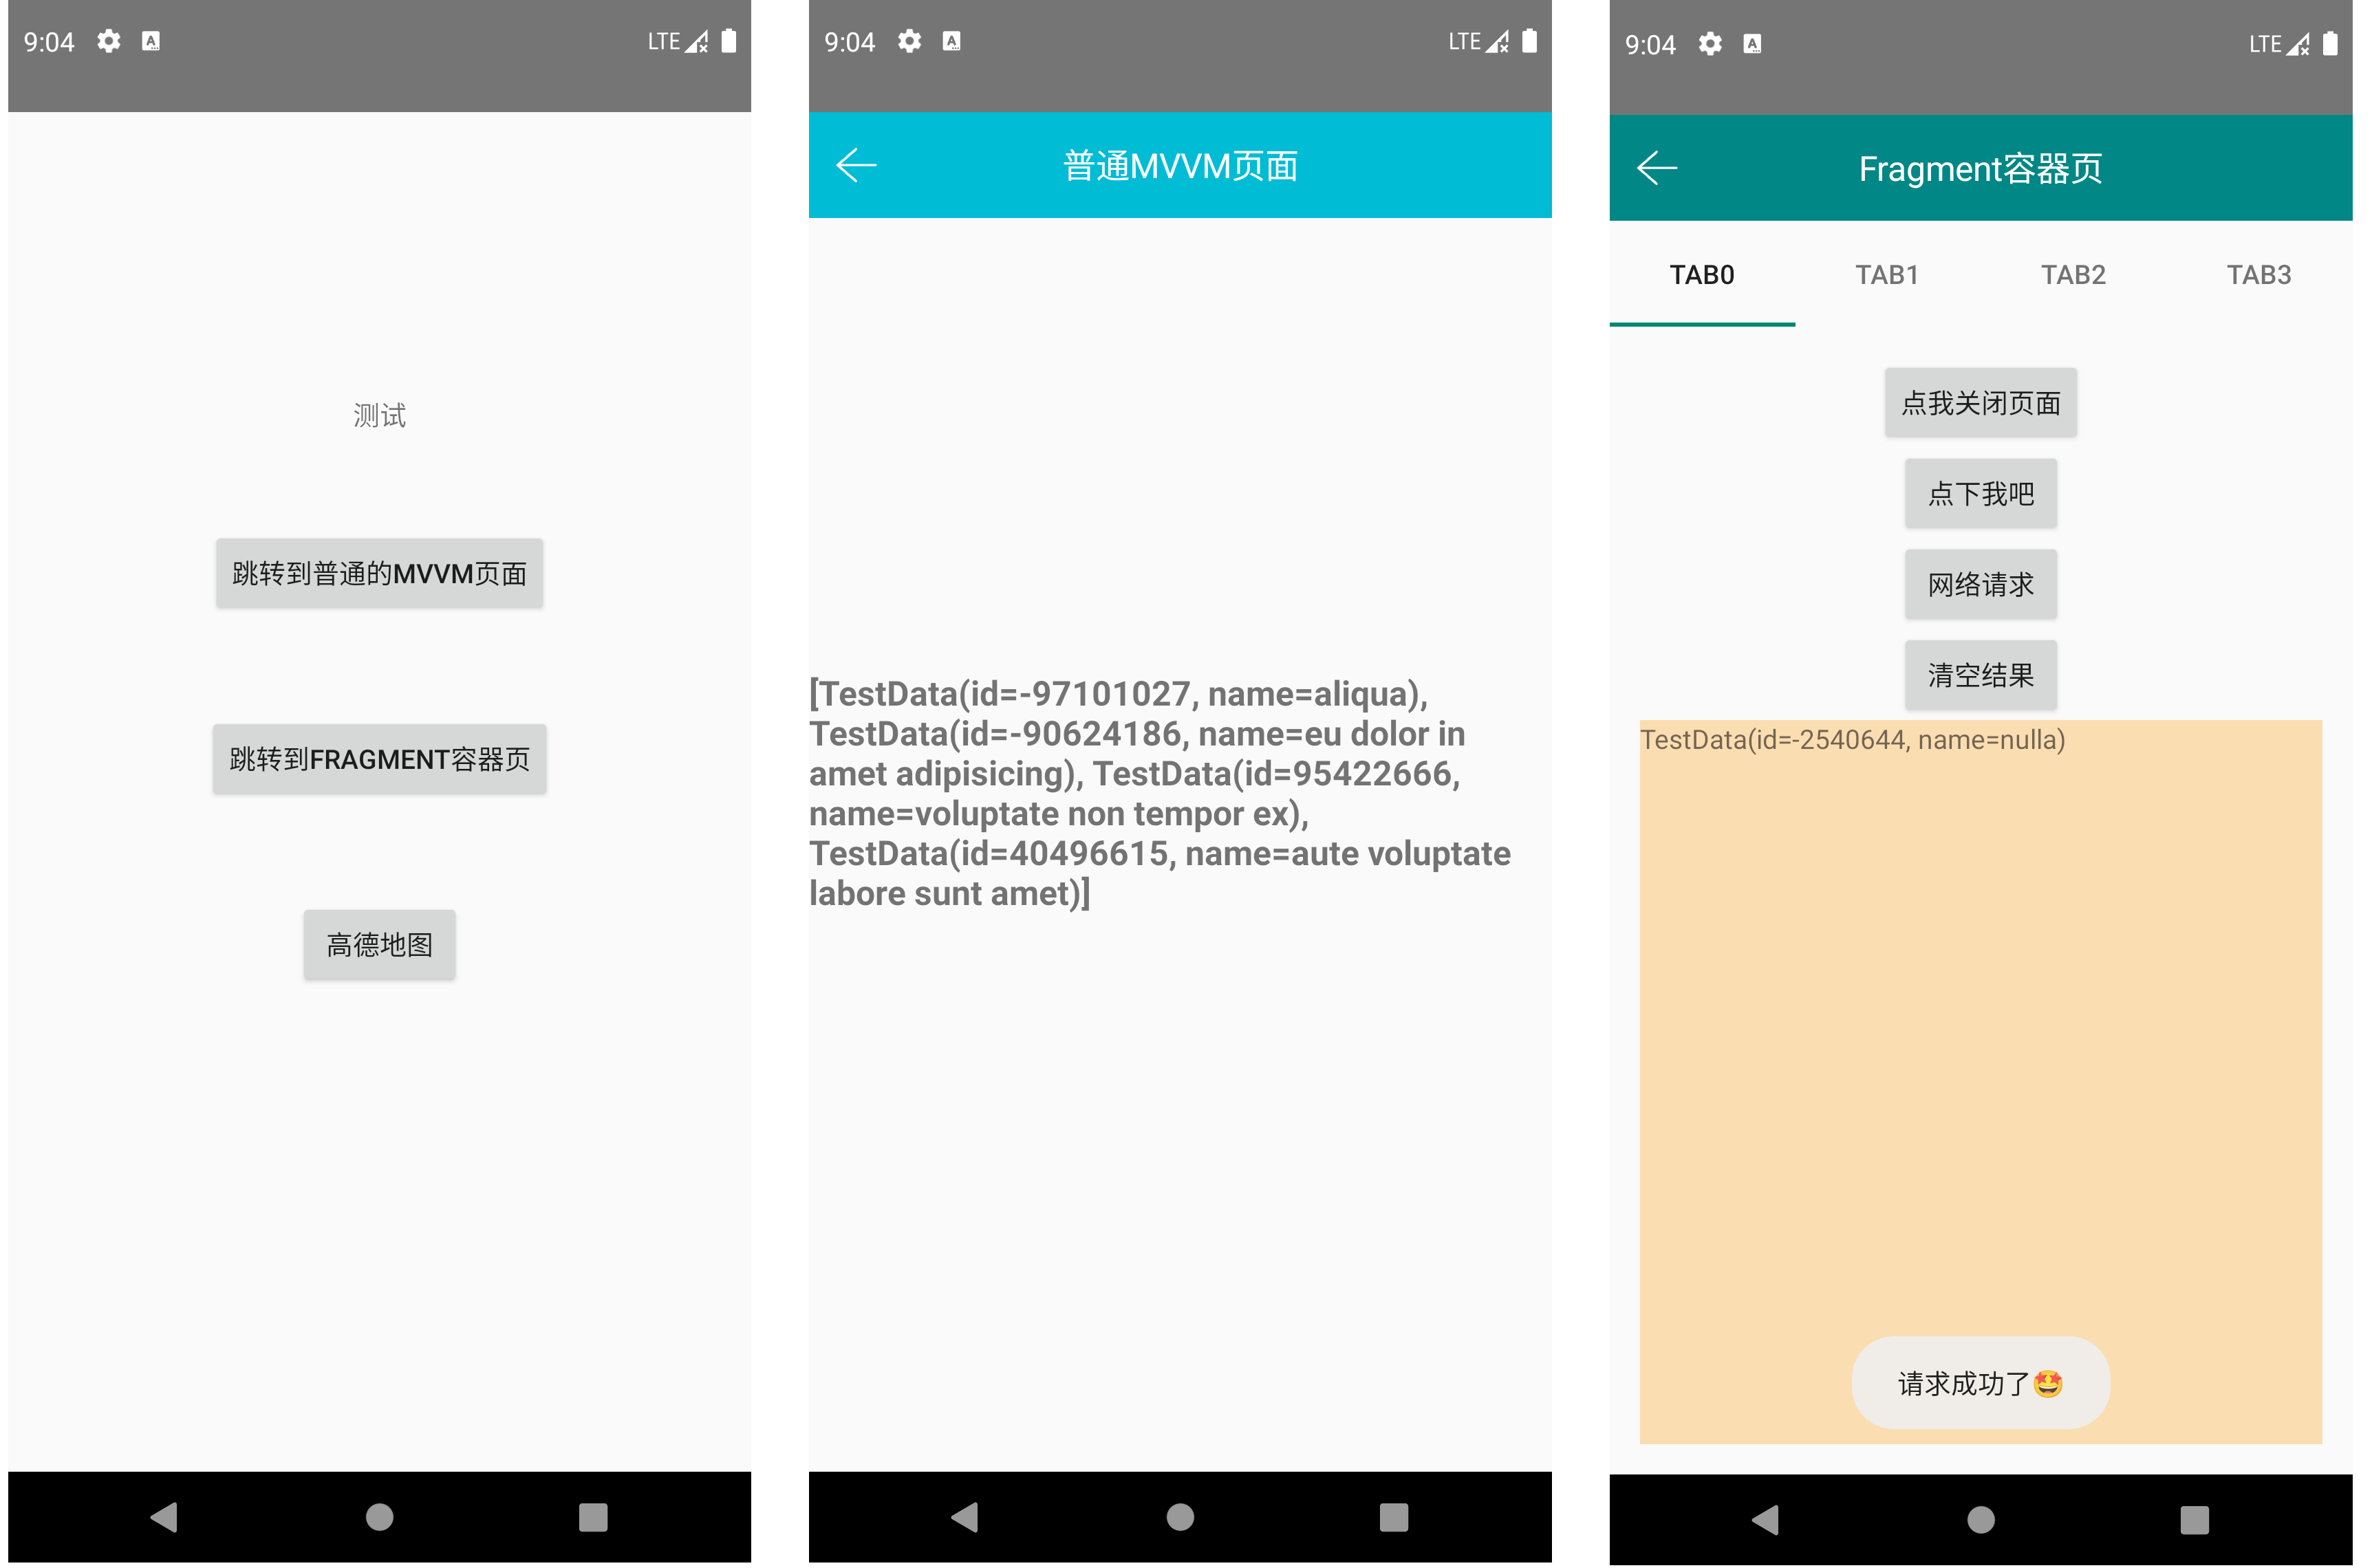 9:04
LTE
测试
跳转到普通的MVVM页面
跳转到FRAGMENT容器页
高德地图
9:04
LTE
普通MVVM页面
[TestData(id=-97101027, name=aliqua),
TestData(id=-90624186, name=eu dolor in
amet adipisicing), TestData(id=95422666,
name=voluptate non tempor ex),
TestData(id=40496615, name=aute voluptate
labore sunt amet)]
9:04
LTE
Fragment容器页
TAB0 TAB1 TAB2 TAB3
点我关闭页面
点下我吧
网络请求
清空结果
TestData(id=-2540644, name=nulla)
请求成功了🤩